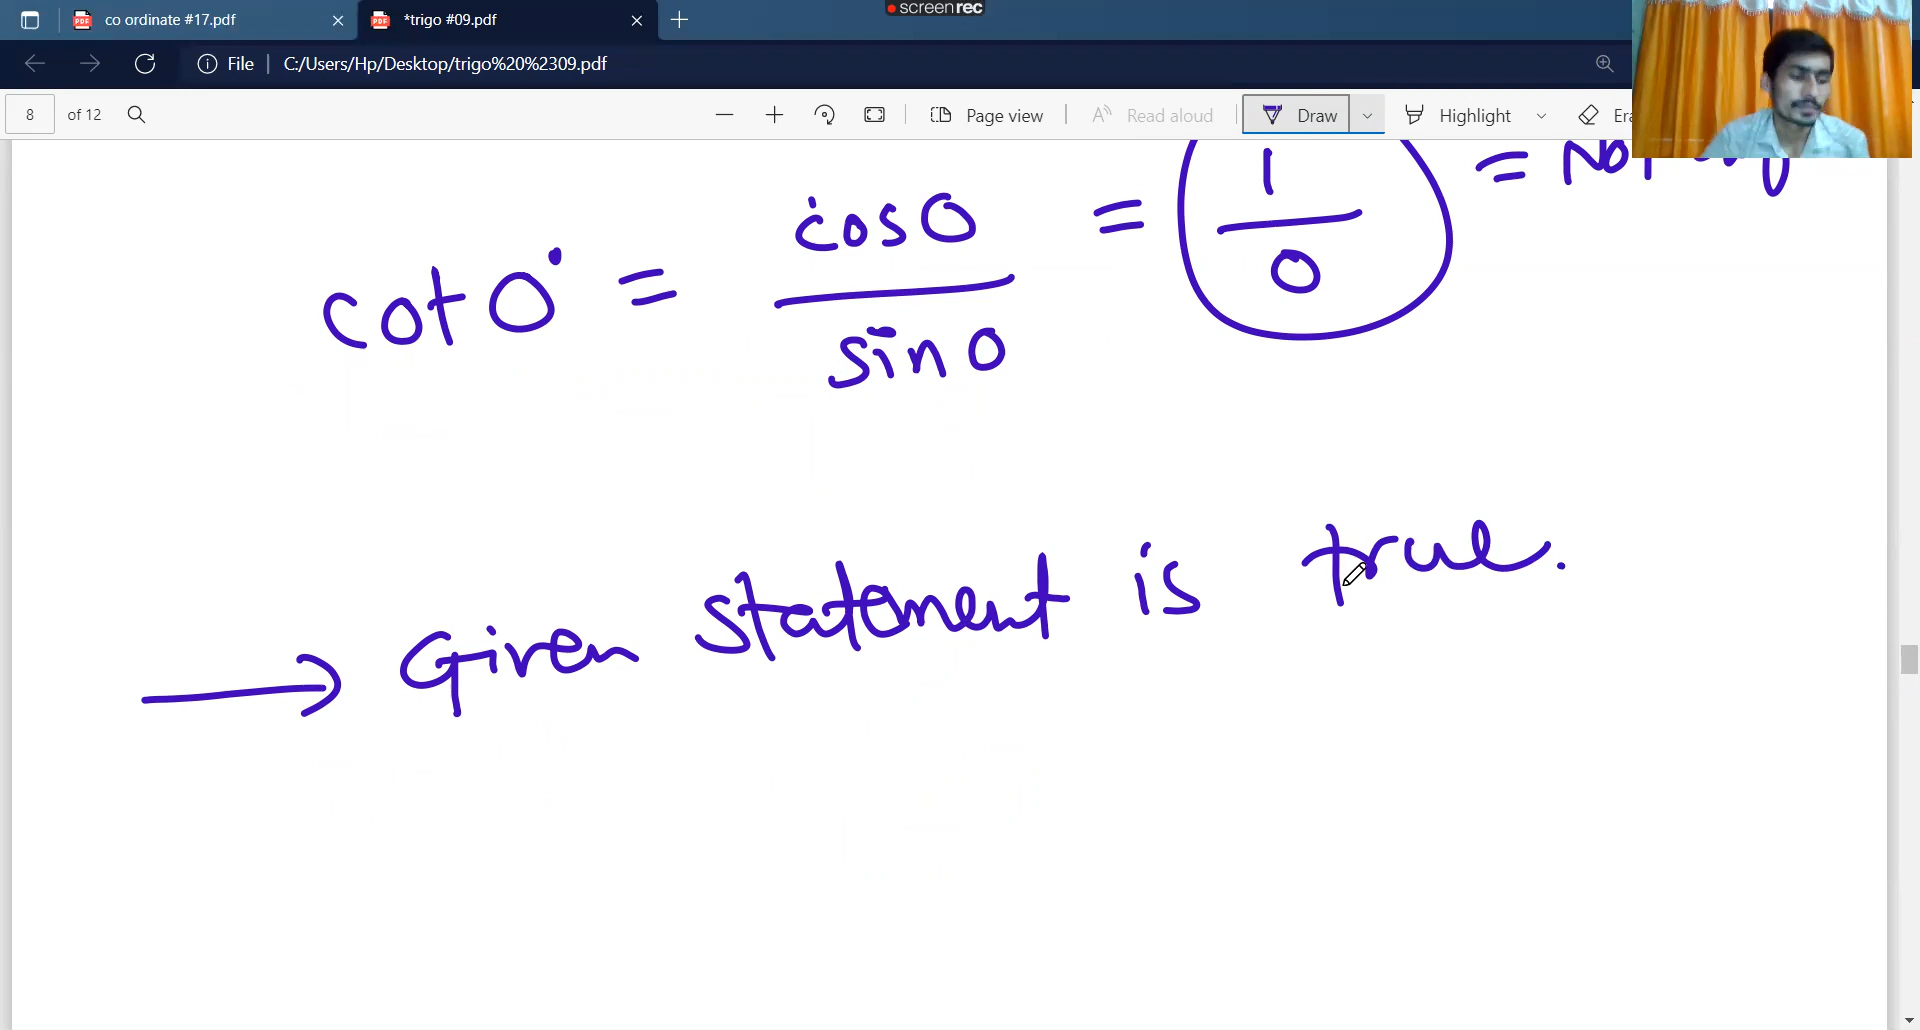 co ordinate #17.pdf
*trigo #09.pdf
screenrec
File
C:/Users/Hp/Desktop/trigo%20%2309.pdf
8 of 12
Page view
Read aloud
Draw
Highlight
cot 0° = cos 0 / sin 0 = 1 / 0 =
→ Given statement is true.